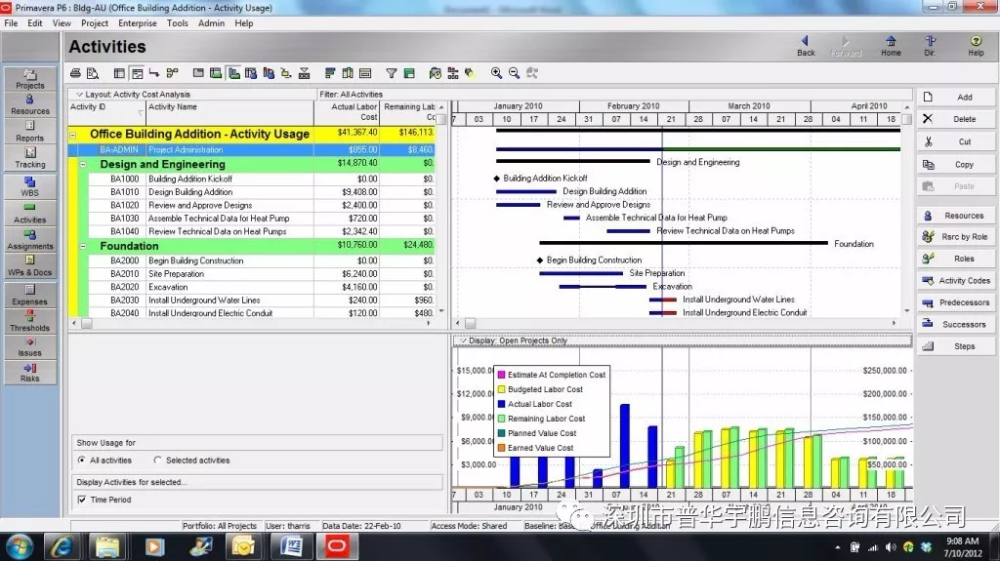 Primavera P6 : Bldg-AU (Office Building Addition - Activity Usage)
File Edit View Project Enterprise Tools Admin Help
Activities
Back Forward Home Dir. Help
Projects
Resources
Reports
Tracking
WBS
Activities
Assignments
WPs & Docs
Expenses
Thresholds
Issues
Risks
Layout: Activity Cost Analysis Filter: All Activities
Activity ID Activity Name Actual Labor Cost Remaining Lab Cc
Office Building Addition - Activity Usage $41,367.40 $146,113.
BA-ADMIN Project Administration $855.00 $8,460.
Design and Engineering $14,870.40 $0.
BA1000 Building Addition Kickoff $0.00 $0.
BA1010 Design Building Addition $9,408.00 $0.
BA1020 Review and Approve Designs $2,400.00 $0.
BA1030 Assemble Technical Data for Heat Pump $720.00 $0.
BA1040 Review Technical Data on Heat Pumps $2,342.40 $0.
Foundation $10,760.00 $24,480.
BA2000 Begin Building Construction $0.00 $0.
BA2010 Site Preparation $6,240.00 $0.
BA2020 Excavation $4,160.00 $0.
BA2030 Install Underground Water Lines $240.00 $960.
BA2040 Install Underground Electric Conduit $120.00 $480.
January 2010 February 2010 March 2010 April 2010
7 03 10 17 24 31 07 14 21 28 07 14 21 28 04 11 18
Design and Engineering
Building Addition Kickoff
Design Building Addition
Review and Approve Designs
Assemble Technical Data for Heat Pump
Review Technical Data on Heat Pumps
Foundation
Begin Building Construction
Site Preparation
Excavation
Install Underground Water Lines
Install Underground Electric Conduit
Add
Delete
Cut
Copy
Paste
Resources
Rsrc by Role
Roles
Activity Codes
Predecessors
Successors
Steps
Display: Open Projects Only
$15,000.00
$12,000.00
$9,000.00
$6,000.00
$3,000.00
Estimate At Completion Cost
Budgeted Labor Cost
Actual Labor Cost
Remaining Labor Cost
Planned Value Cost
Earned Value Cost
$250,000.00
$200,000.00
$150,000.00
$100,000.00
$50,000.00
7 03 10 17 24 31 07 14 21 28 07 14 21 28 04 11 18
January 2010
Show Usage for
All activities Selected activities
Display Activities for selected...
Time Period
深圳市普华宇鹏信息咨询有限公司
Portfolio: All Projects User: tharris Data Date: 22-Feb-10 Access Mode: Shared Baseline: Office Building Addition
9:08 AM
7/10/2012